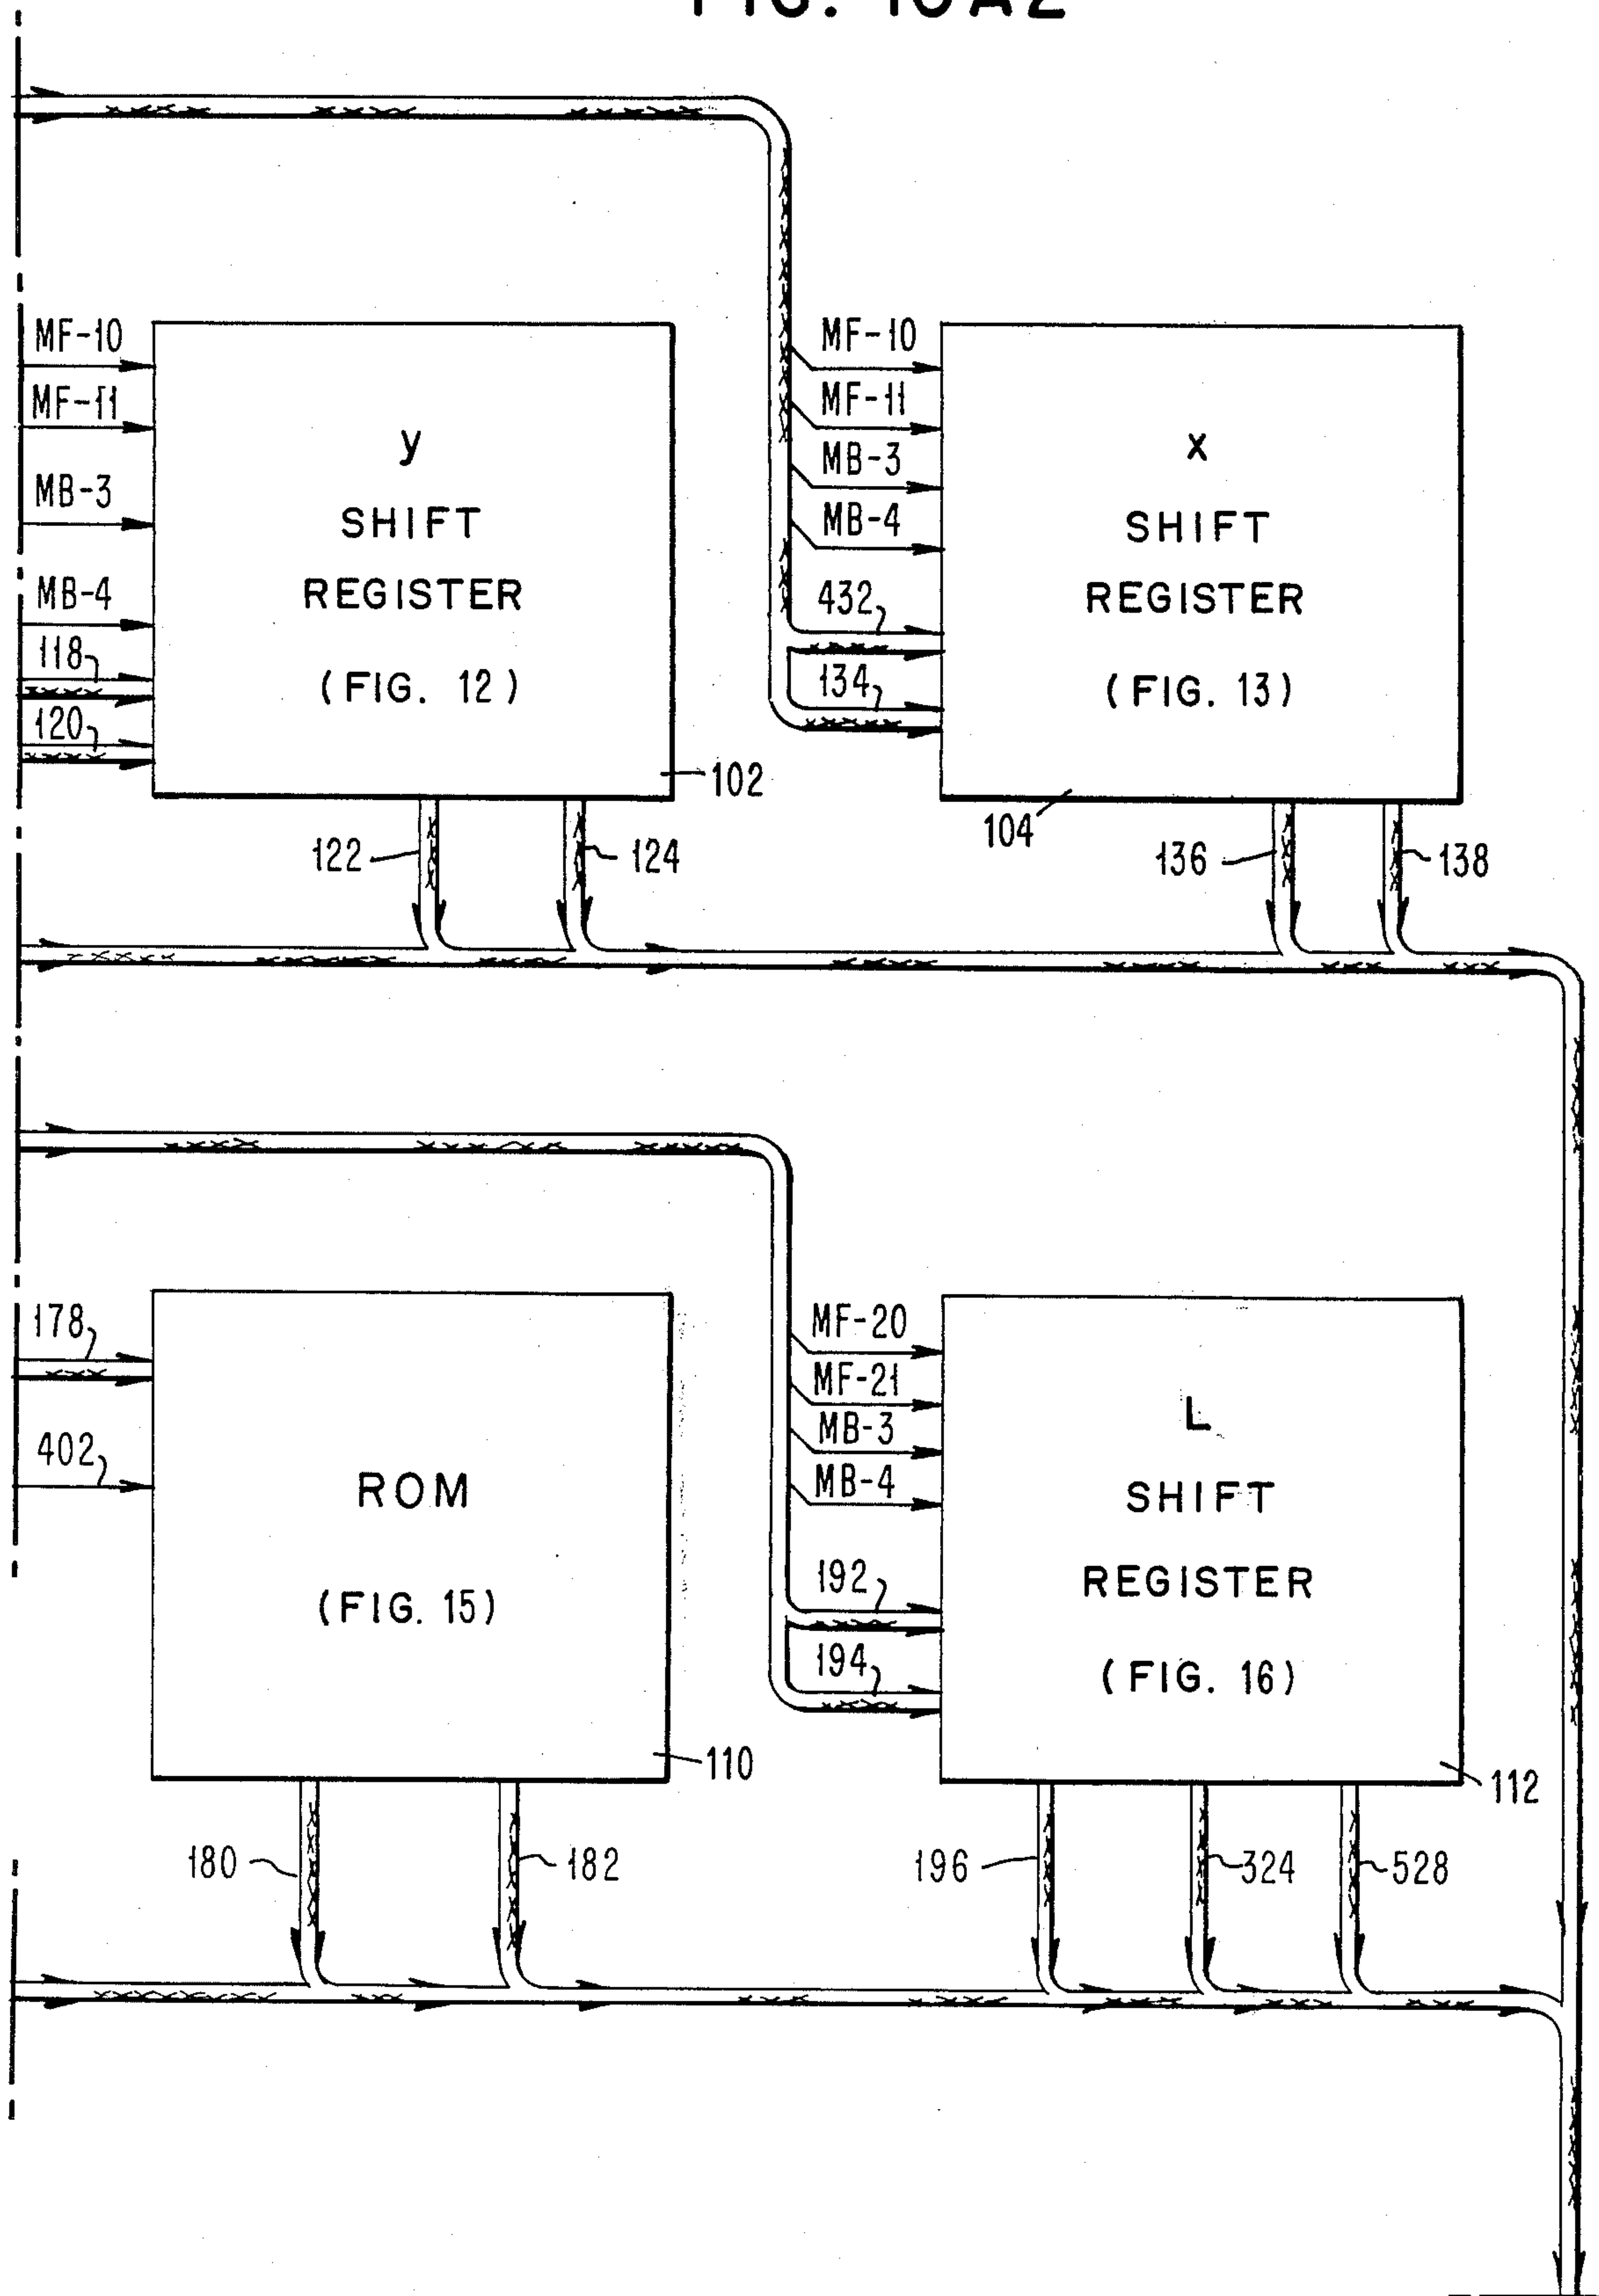 FIG. 10A2
MF-10
MF-11
MB-3
MB-4
118
120
y
SHIFT
REGISTER
(FIG. 12)
102
MF-10
MF-11
MB-3
MB-4
432
134
x
SHIFT
REGISTER
(FIG. 13)
104
122
124
136
138
178
402
ROM
(FIG. 15)
110
MF-20
MF-21
MB-3
MB-4
192
194
L
SHIFT
REGISTER
(FIG. 16)
112
180
182
196
324
528